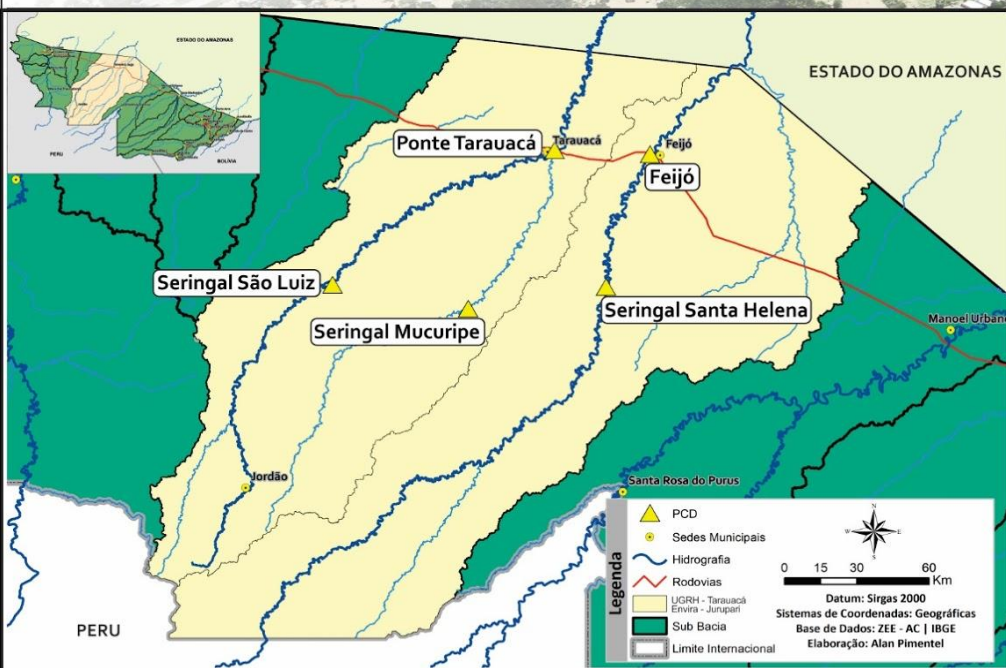 ESTADO DO AMAZONAS
PERU
BOLÍVIA
ESTADO DO AMAZONAS
Ponte Tarauacá
Tarauacá
Feijó
Feijó
Seringal São Luiz
Seringal Mucuripe
Seringal Santa Helena
Manoel Urbano
Jordão
Santa Rosa do Purus
PERU
Legenda
PCD
Sedes Municipais
Hidrografia
Rodovias
UGRH - Tarauacá
Envira - Jurupari
Sub Bacia
Limite Internacional
N
W
E
S
0 15 30 60
Km
Datum: Sirgas 2000
Sistemas de Coordenadas: Geográficas
Base de Dados: ZEE - AC | IBGE
Elaboração: Alan Pimentel